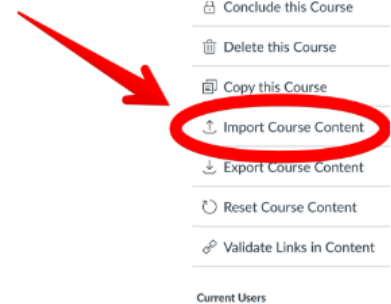 Conclude this Course
Delete this Course
Copy this Course
Import Course Content
Export Course Content
Reset Course Content
Validate Links in Content
Current Users